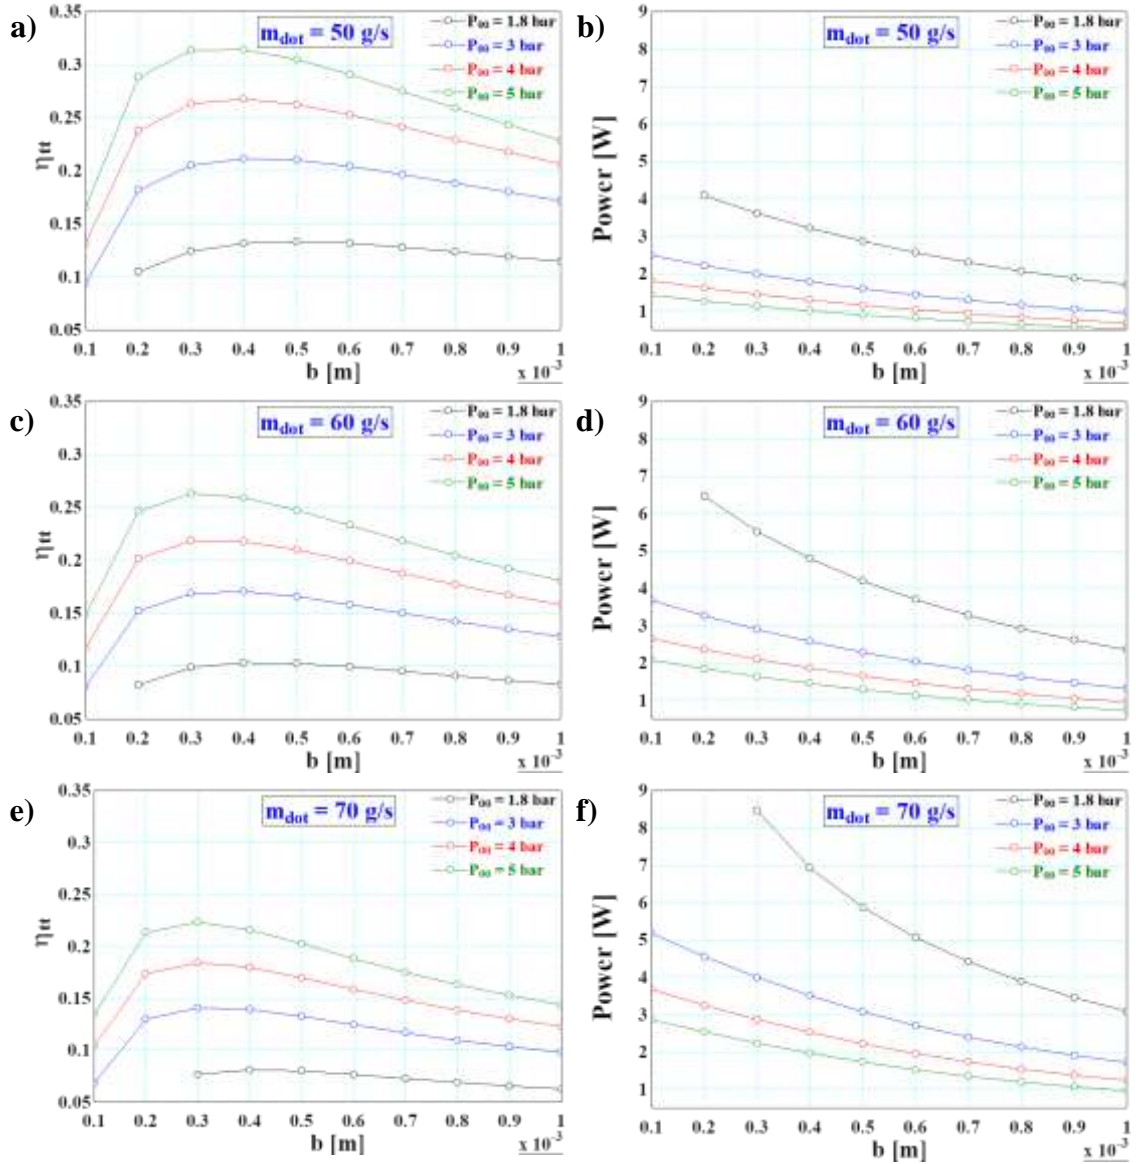 a)
m_dot = 50 g/s
P₀₀ = 1.8 bar
P₀₀ = 3 bar
P₀₀ = 4 bar
P₀₀ = 5 bar
0.35
0.3
0.25
0.2
0.15
0.1
0.05
ηtt
0.1 0.2 0.3 0.4 0.5 0.6 0.7 0.8 0.9 1
b [m]
x 10⁻³
b)
m_dot = 50 g/s
P₀₀ = 1.8 bar
P₀₀ = 3 bar
P₀₀ = 4 bar
P₀₀ = 5 bar
9
8
7
6
5
4
3
2
1
Power [W]
0.1 0.2 0.3 0.4 0.5 0.6 0.7 0.8 0.9 1
b [m]
x 10⁻³
c)
m_dot = 60 g/s
P₀₀ = 1.8 bar
P₀₀ = 3 bar
P₀₀ = 4 bar
P₀₀ = 5 bar
0.35
0.3
0.25
0.2
0.15
0.1
0.05
ηtt
0.1 0.2 0.3 0.4 0.5 0.6 0.7 0.8 0.9 1
b [m]
x 10⁻³
d)
m_dot = 60 g/s
P₀₀ = 1.8 bar
P₀₀ = 3 bar
P₀₀ = 4 bar
P₀₀ = 5 bar
9
8
7
6
5
4
3
2
1
Power [W]
0.1 0.2 0.3 0.4 0.5 0.6 0.7 0.8 0.9 1
b [m]
x 10⁻³
e)
m_dot = 70 g/s
P₀₀ = 1.8 bar
P₀₀ = 3 bar
P₀₀ = 4 bar
P₀₀ = 5 bar
0.35
0.3
0.25
0.2
0.15
0.1
0.05
ηtt
0.1 0.2 0.3 0.4 0.5 0.6 0.7 0.8 0.9 1
b [m]
x 10⁻³
f)
m_dot = 70 g/s
P₀₀ = 1.8 bar
P₀₀ = 3 bar
P₀₀ = 4 bar
P₀₀ = 5 bar
9
8
7
6
5
4
3
2
1
Power [W]
0.1 0.2 0.3 0.4 0.5 0.6 0.7 0.8 0.9 1
b [m]
x 10⁻³